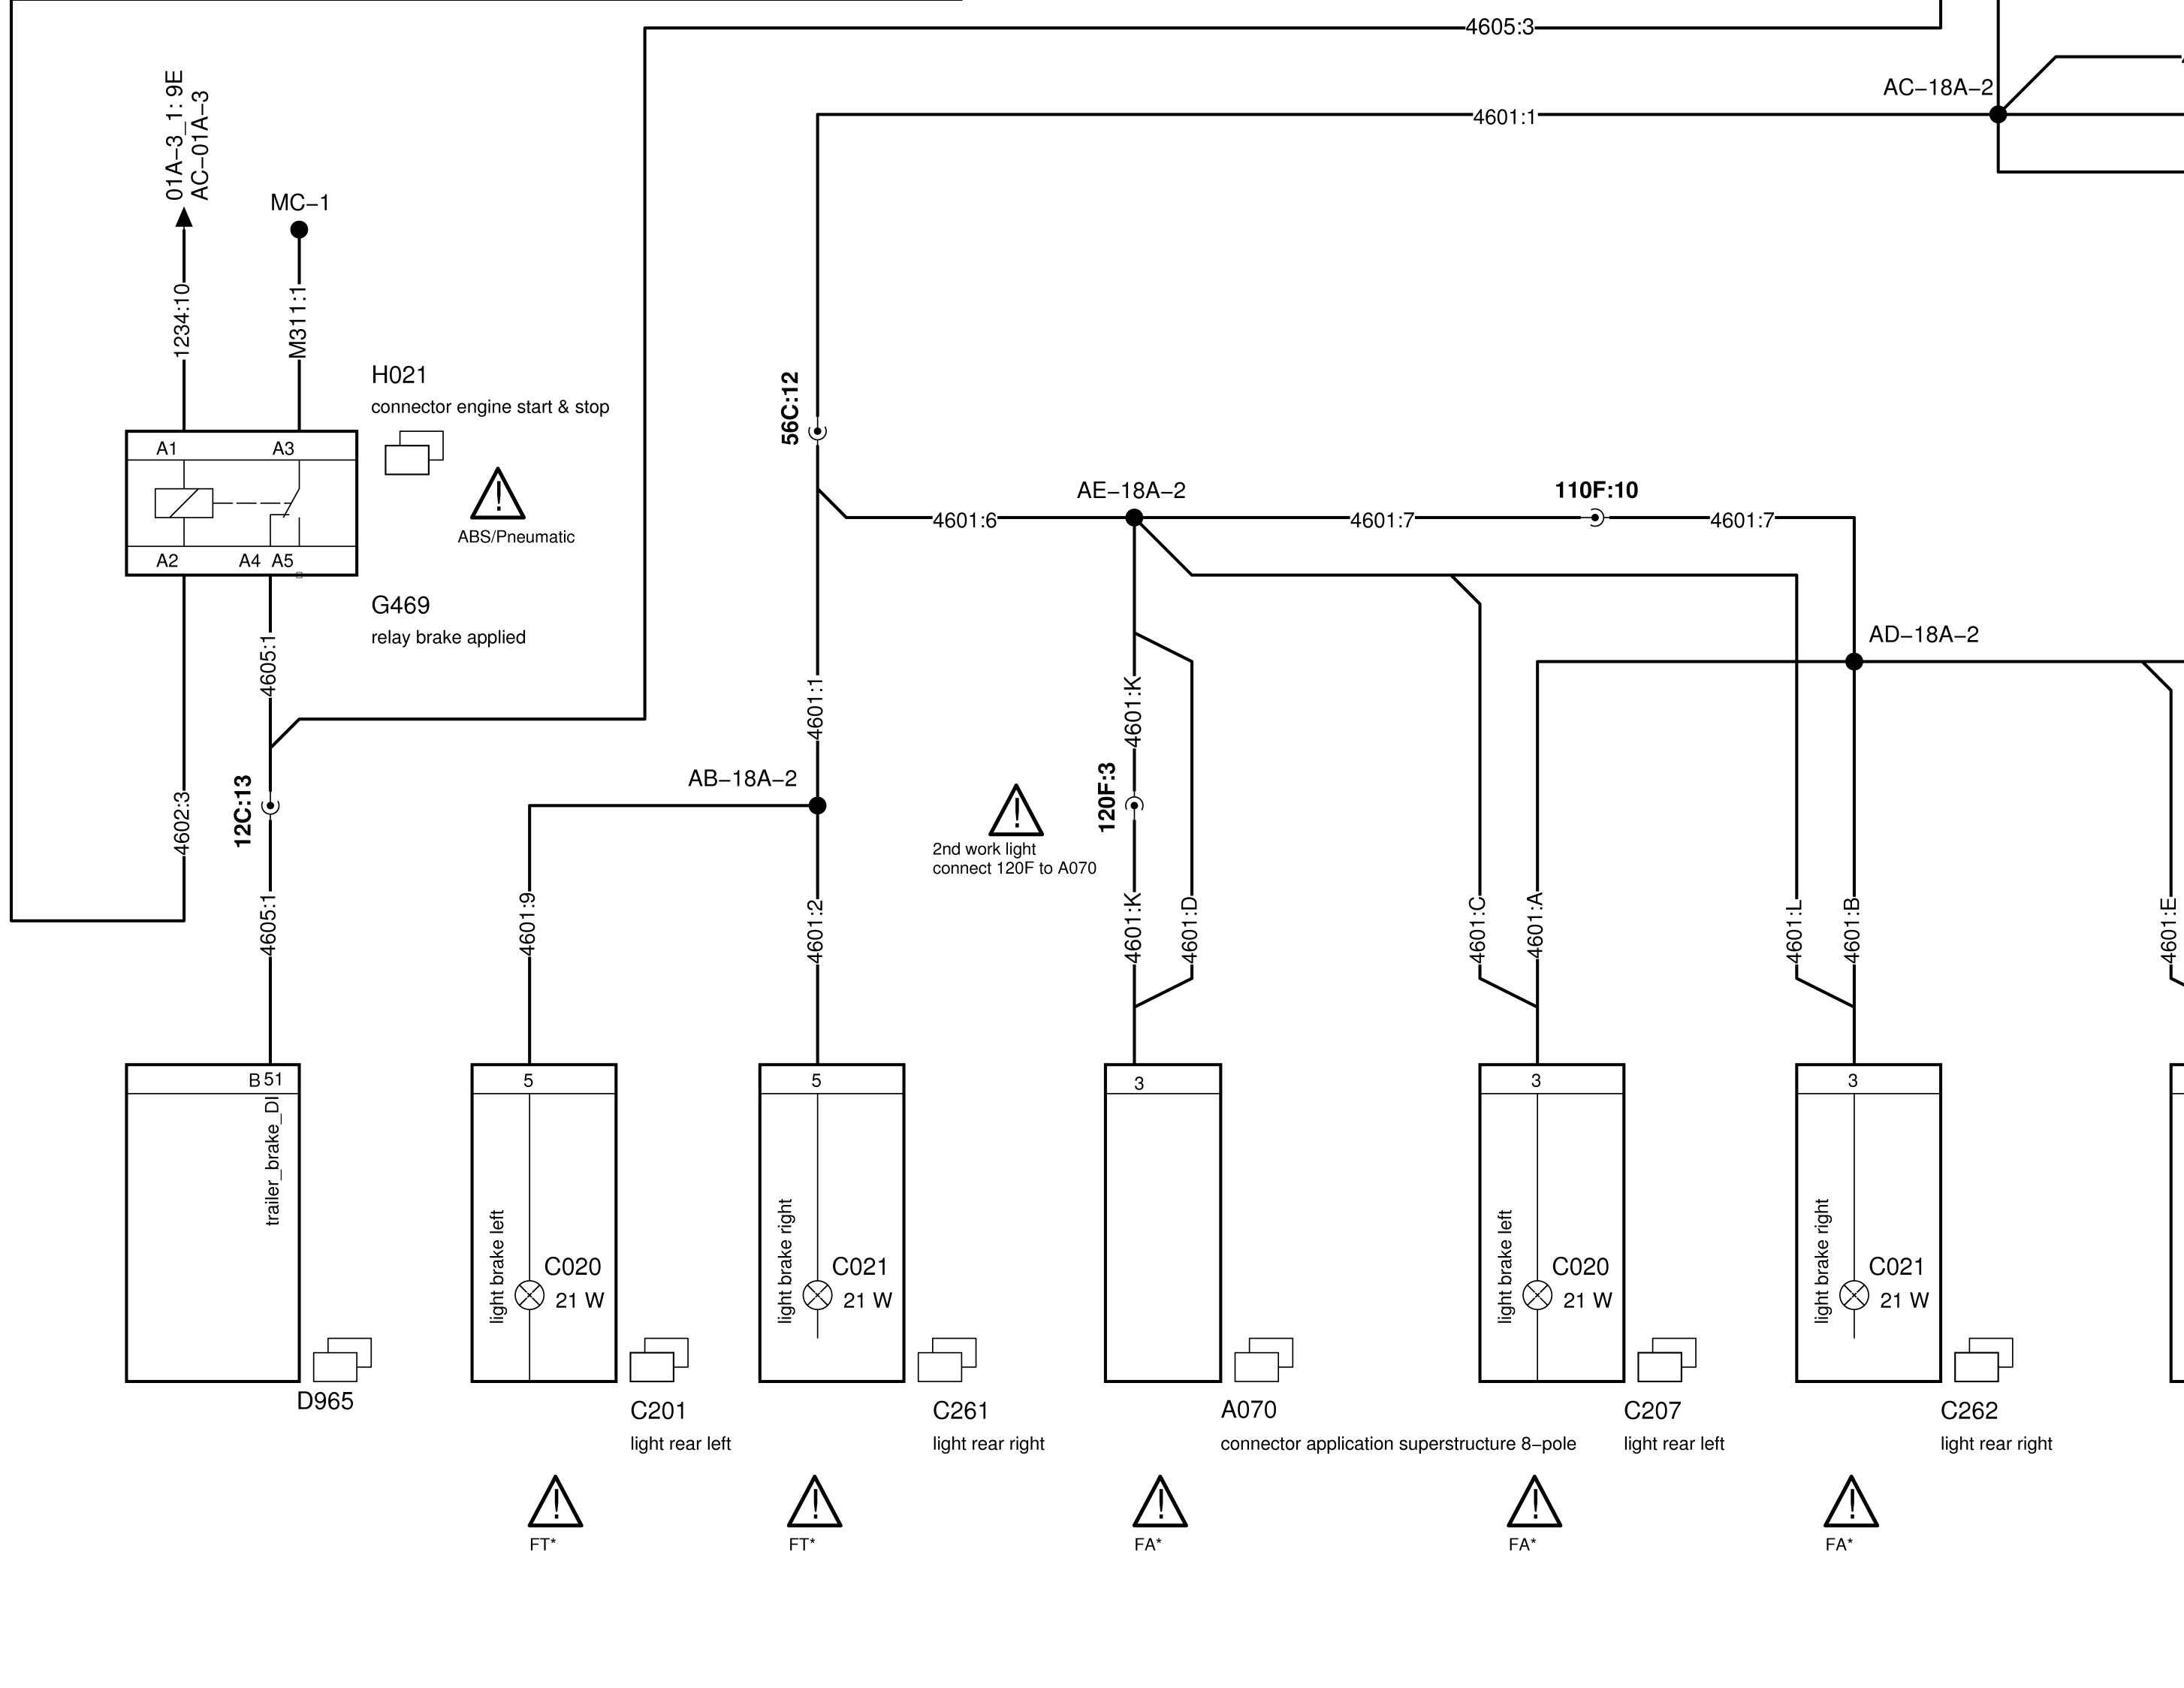 4605:3
AC–18A–2
4601:1
01A–3_1: 9E
AC–01A–3
MC–1
1234:10
M311:1
H021
connector engine start & stop
A1
A3
ABS/Pneumatic
A2
A4
A5
G469
relay brake applied
56C:12
AE–18A–2
110F:10
4601:6
4601:7
4601:7
AD–18A–2
4605:1
4601:1
4601:K
AB–18A–2
12C:13
4602:3
120F:3
2nd work light
connect 120F to A070
4605:1
4601:9
4601:2
4601:K
4601:D
4601:C
4601:A
4601:L
4601:B
4601:E
B 51
5
5
3
3
3
trailer_brake_DI
light brake left
C020
21 W
light brake right
C021
21 W
light brake left
C020
21 W
light brake right
C021
21 W
D965
C201
light rear left
C261
light rear right
A070
connector application superstructure 8–pole
C207
light rear left
C262
light rear right
!
FT*
!
FT*
!
FA*
!
FA*
!
FA*